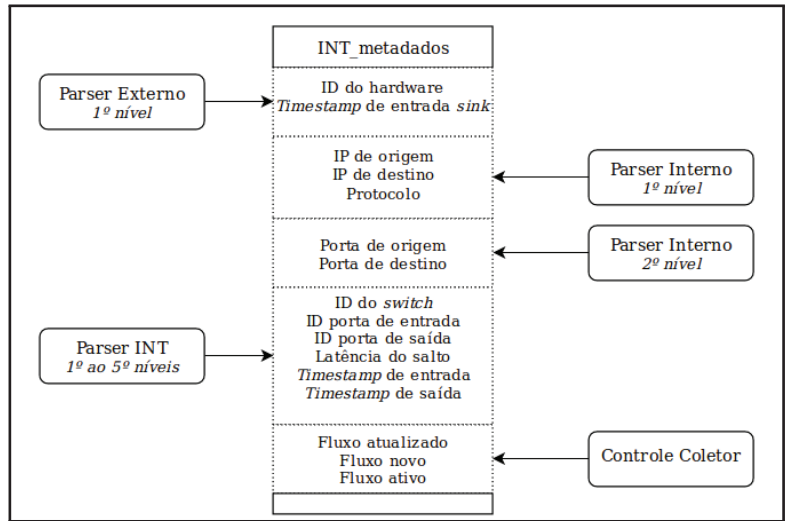 INT_metadados
Parser Externo
1º nível
ID do hardware
Timestamp de entrada sink
IP de origem
IP de destino
Protocolo
Parser Interno
1º nível
Porta de origem
Porta de destino
Parser Interno
2º nível
Parser INT
1º ao 5º níveis
ID do switch
ID porta de entrada
ID porta de saída
Latência do salto
Timestamp de entrada
Timestamp de saída
Fluxo atualizado
Fluxo novo
Fluxo ativo
Controle Coletor